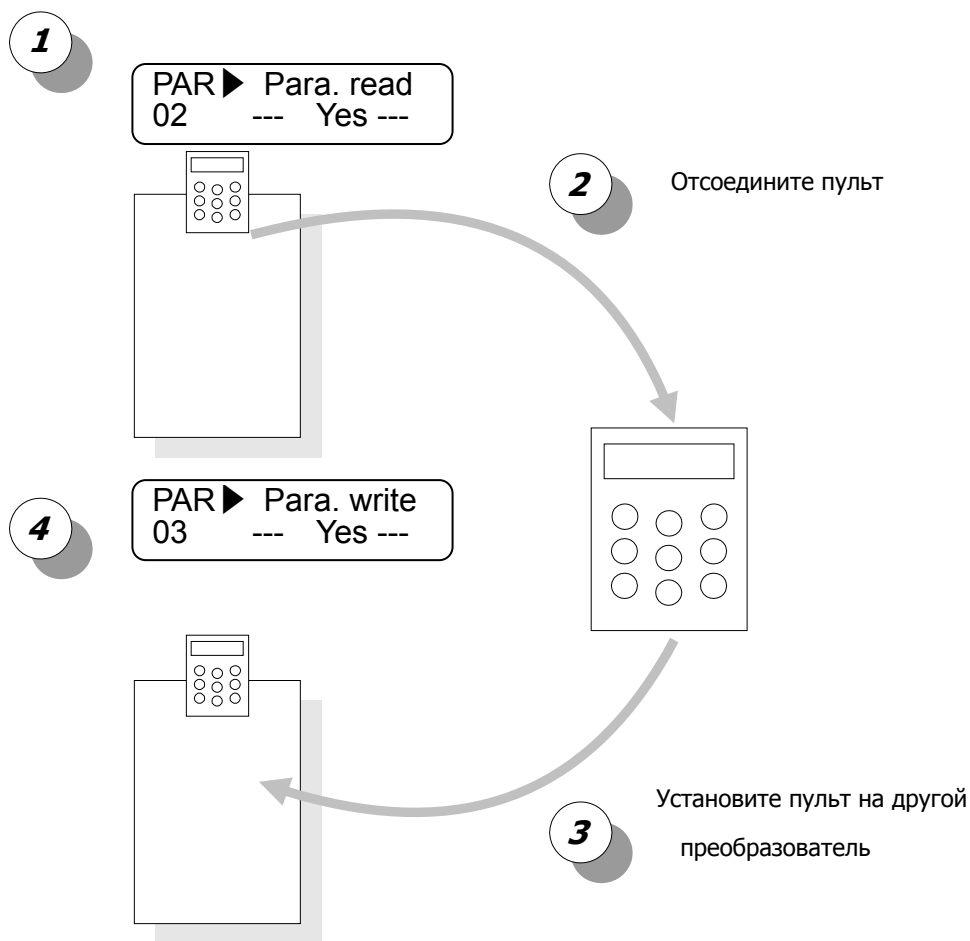 1
PAR▶ Para. read
02 --- Yes ---
2
Отсоедините пульт
4
PAR▶ Para. write
03 --- Yes ---
3
Установите пульт на другой
преобразователь